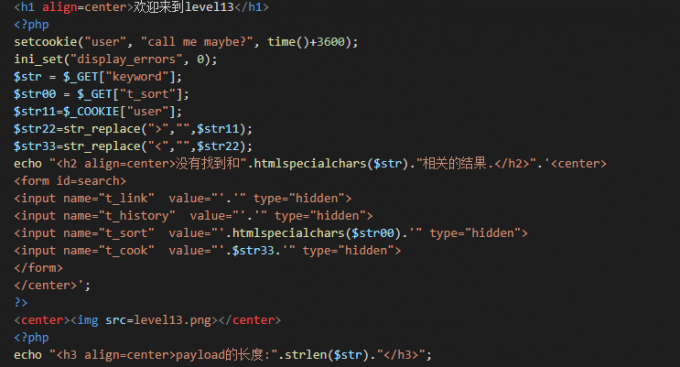 <h1 align=center>欢迎来到level13</h1>
<?php
setcookie("user", "call me maybe?", time()+3600);
ini_set("display_errors", 0);
$str = $_GET["keyword"];
$str00 = $_GET["t_sort"];
$str11=$_COOKIE["user"];
$str22=str_replace(">","",$str11);
$str33=str_replace("<","",$str22);
echo "<h2 align=center>没有找到和".htmlspecialchars($str)."相关的结果.</h2>".'<center>
<form id=search>
<input name="t_link"  value="'.'" type="hidden">
<input name="t_history"  value="'.'" type="hidden">
<input name="t_sort"  value="'.htmlspecialchars($str00).'" type="hidden">
<input name="t_cook"  value="'.$str33.'" type="hidden">
</form>
</center>';
?>
<center><img src=level13.png></center>
<?php
echo "<h3 align=center>payload的长度:".strlen($str)."</h3>";